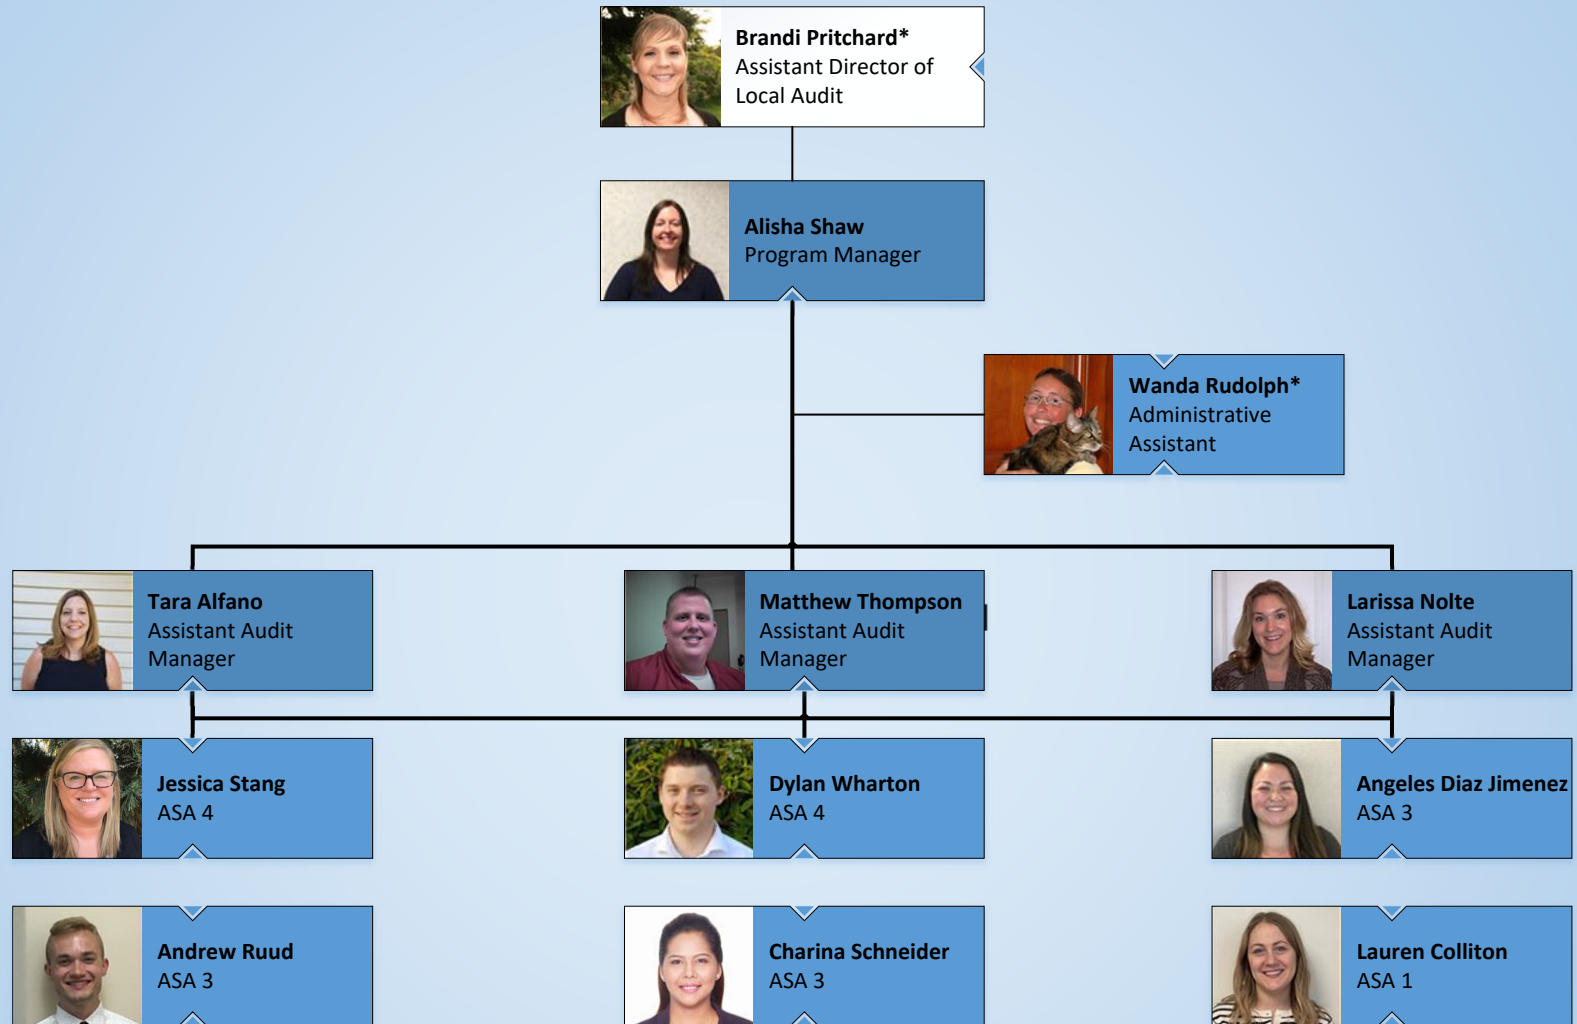 Brandi Pritchard*
Assistant Director of
Local Audit
Alisha Shaw
Program Manager
Wanda Rudolph*
Administrative
Assistant
Tara Alfano
Assistant Audit
Manager
Matthew Thompson
Assistant Audit
Manager
Larissa Nolte
Assistant Audit
Manager
Jessica Stang
ASA 4
Dylan Wharton
ASA 4
Angeles Diaz Jimenez
ASA 3
Andrew Ruud
ASA 3
Charina Schneider
ASA 3
Lauren Colliton
ASA 1